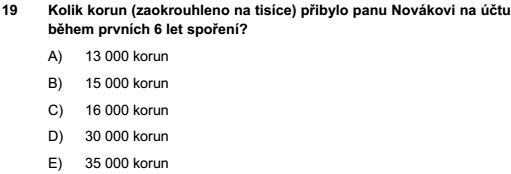 19 Kolik korun (zaokrouhleno na tisíce) přibylo panu Novákovi na účtu
během prvních 6 let spoření?
A) 13 000 korun
B) 15 000 korun
C) 16 000 korun
D) 30 000 korun
E) 35 000 korun